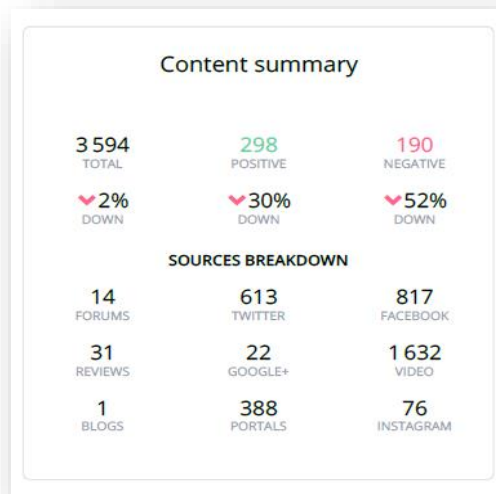 Content summary
3 594 298 190
TOTAL POSITIVE NEGATIVE
2% 30% 52%
DOWN DOWN DOWN
SOURCES BREAKDOWN
14 613 817
FORUMS TWITTER FACEBOOK
31 22 1 632
REVIEWS GOOGLE+ VIDEO
1 388 76
BLOGS PORTALS INSTAGRAM